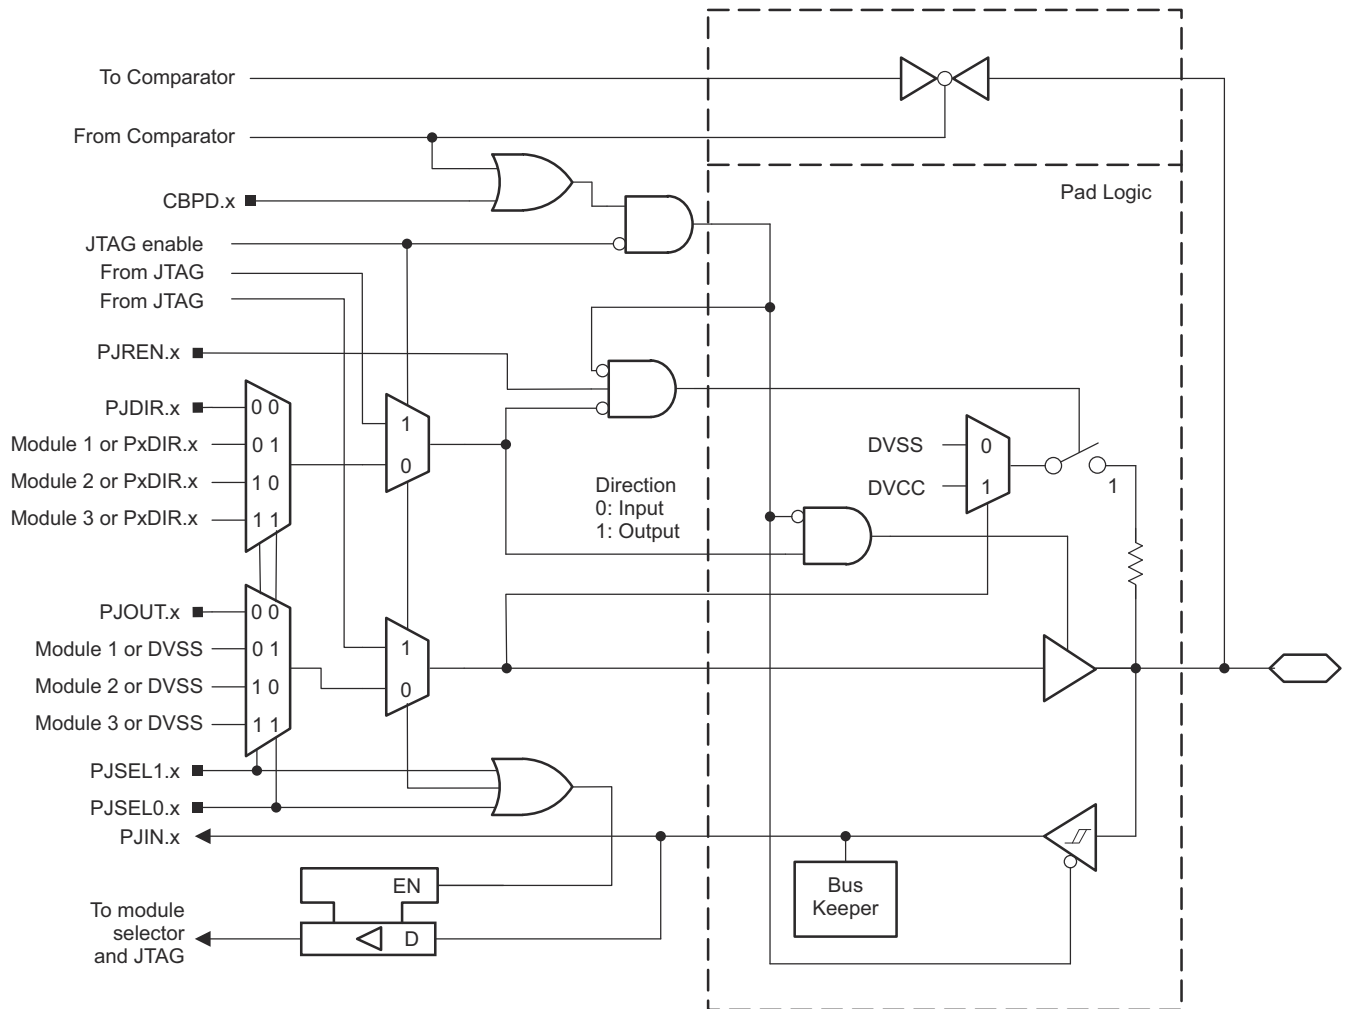 To Comparator
From Comparator
Pad Logic
CBPD.x
JTAG enable
From JTAG
From JTAG
PJREN.x
PJDIR.x
0 0
Module 1 or PxDIR.x
0 1
Module 2 or PxDIR.x
1 0
Module 3 or PxDIR.x
1 1
1
0
Direction
0: Input
1: Output
DVSS
0
DVCC
1
1
PJOUT.x
0 0
Module 1 or DVSS
0 1
Module 2 or DVSS
1 0
Module 3 or DVSS
1 1
1
0
PJSEL1.x
PJSEL0.x
PJIN.x
EN
D
Bus
Keeper
To module
selector
and JTAG